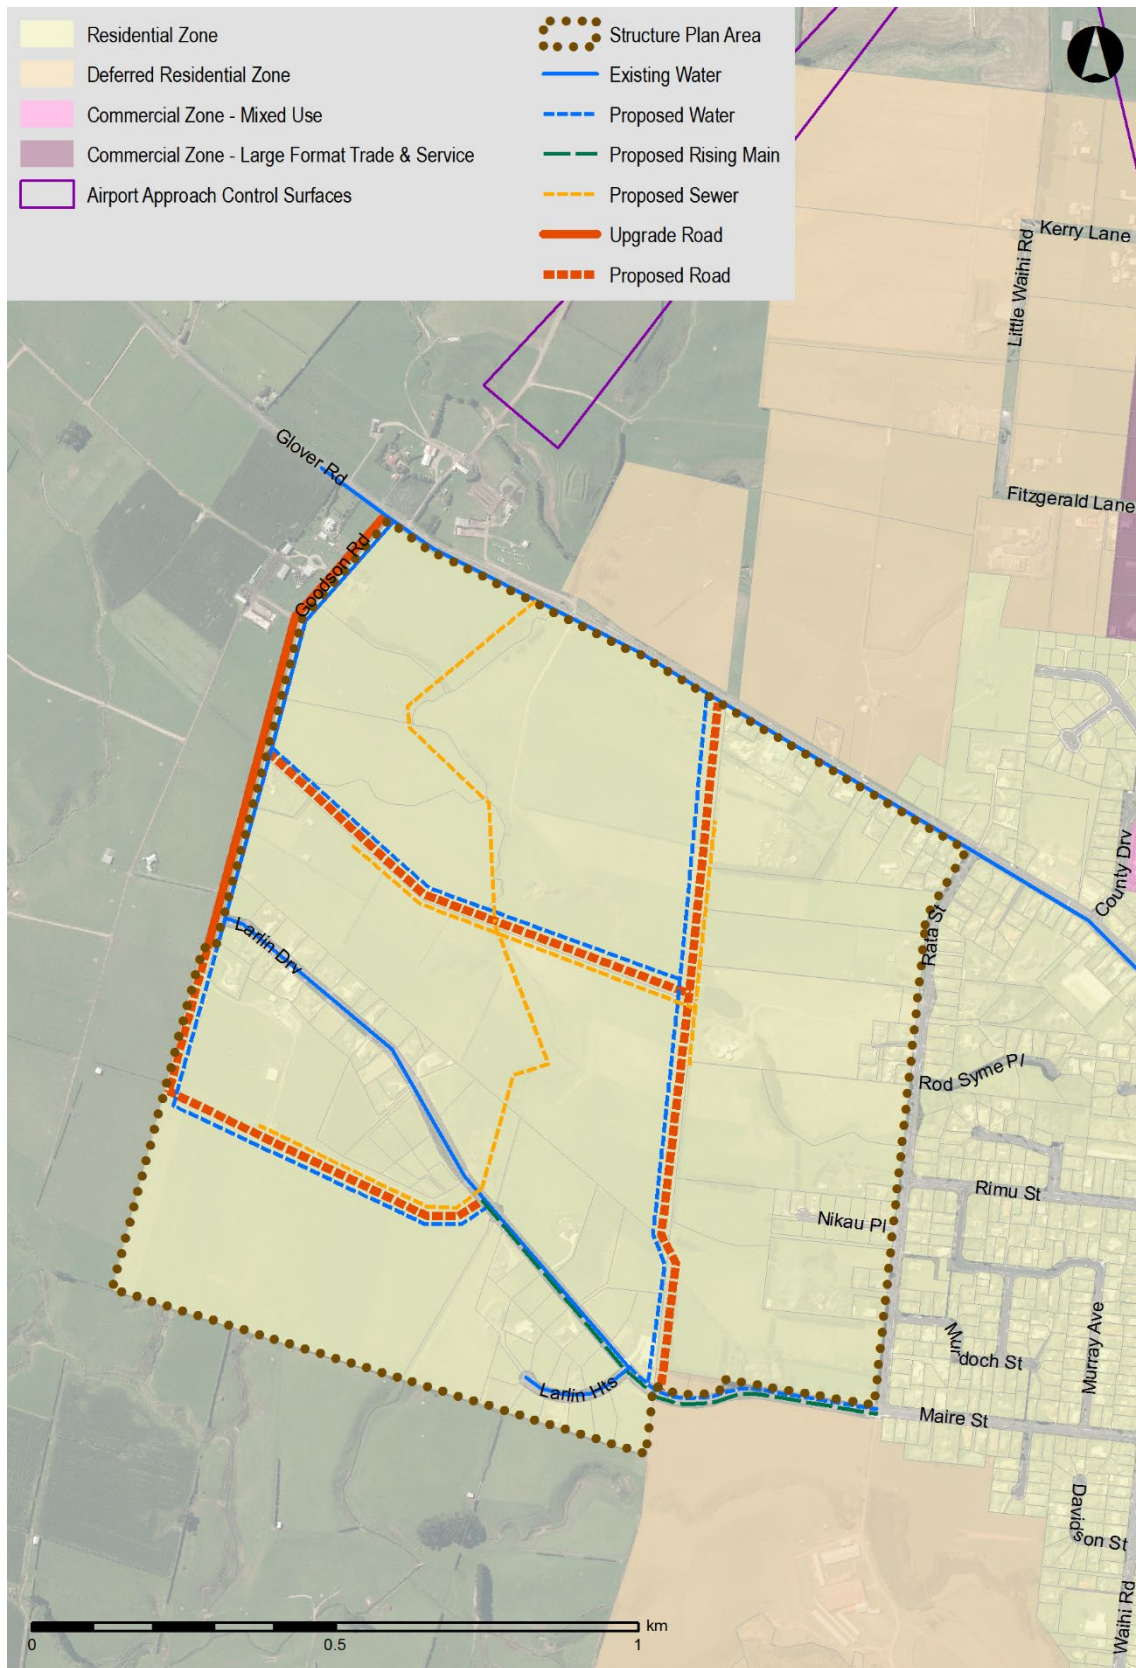 Residential Zone
Deferred Residential Zone
Commercial Zone - Mixed Use
Commercial Zone - Large Format Trade & Service
Airport Approach Control Surfaces
Structure Plan Area
Existing Water
Proposed Water
Proposed Rising Main
Proposed Sewer
Upgrade Road
Proposed Road
Kerry Lane
Little Waihi Rd
Fitzgerald Lane
Glover Rd
Goodson Rd
County Drv
Rata St
Larlin Drv
Rod Syme Pl
Rimu St
Nikau Pl
Murdoch St
Murray Ave
Larlin Hts
Maire St
Davidson St
Waihi Rd
0
0.5
1
km